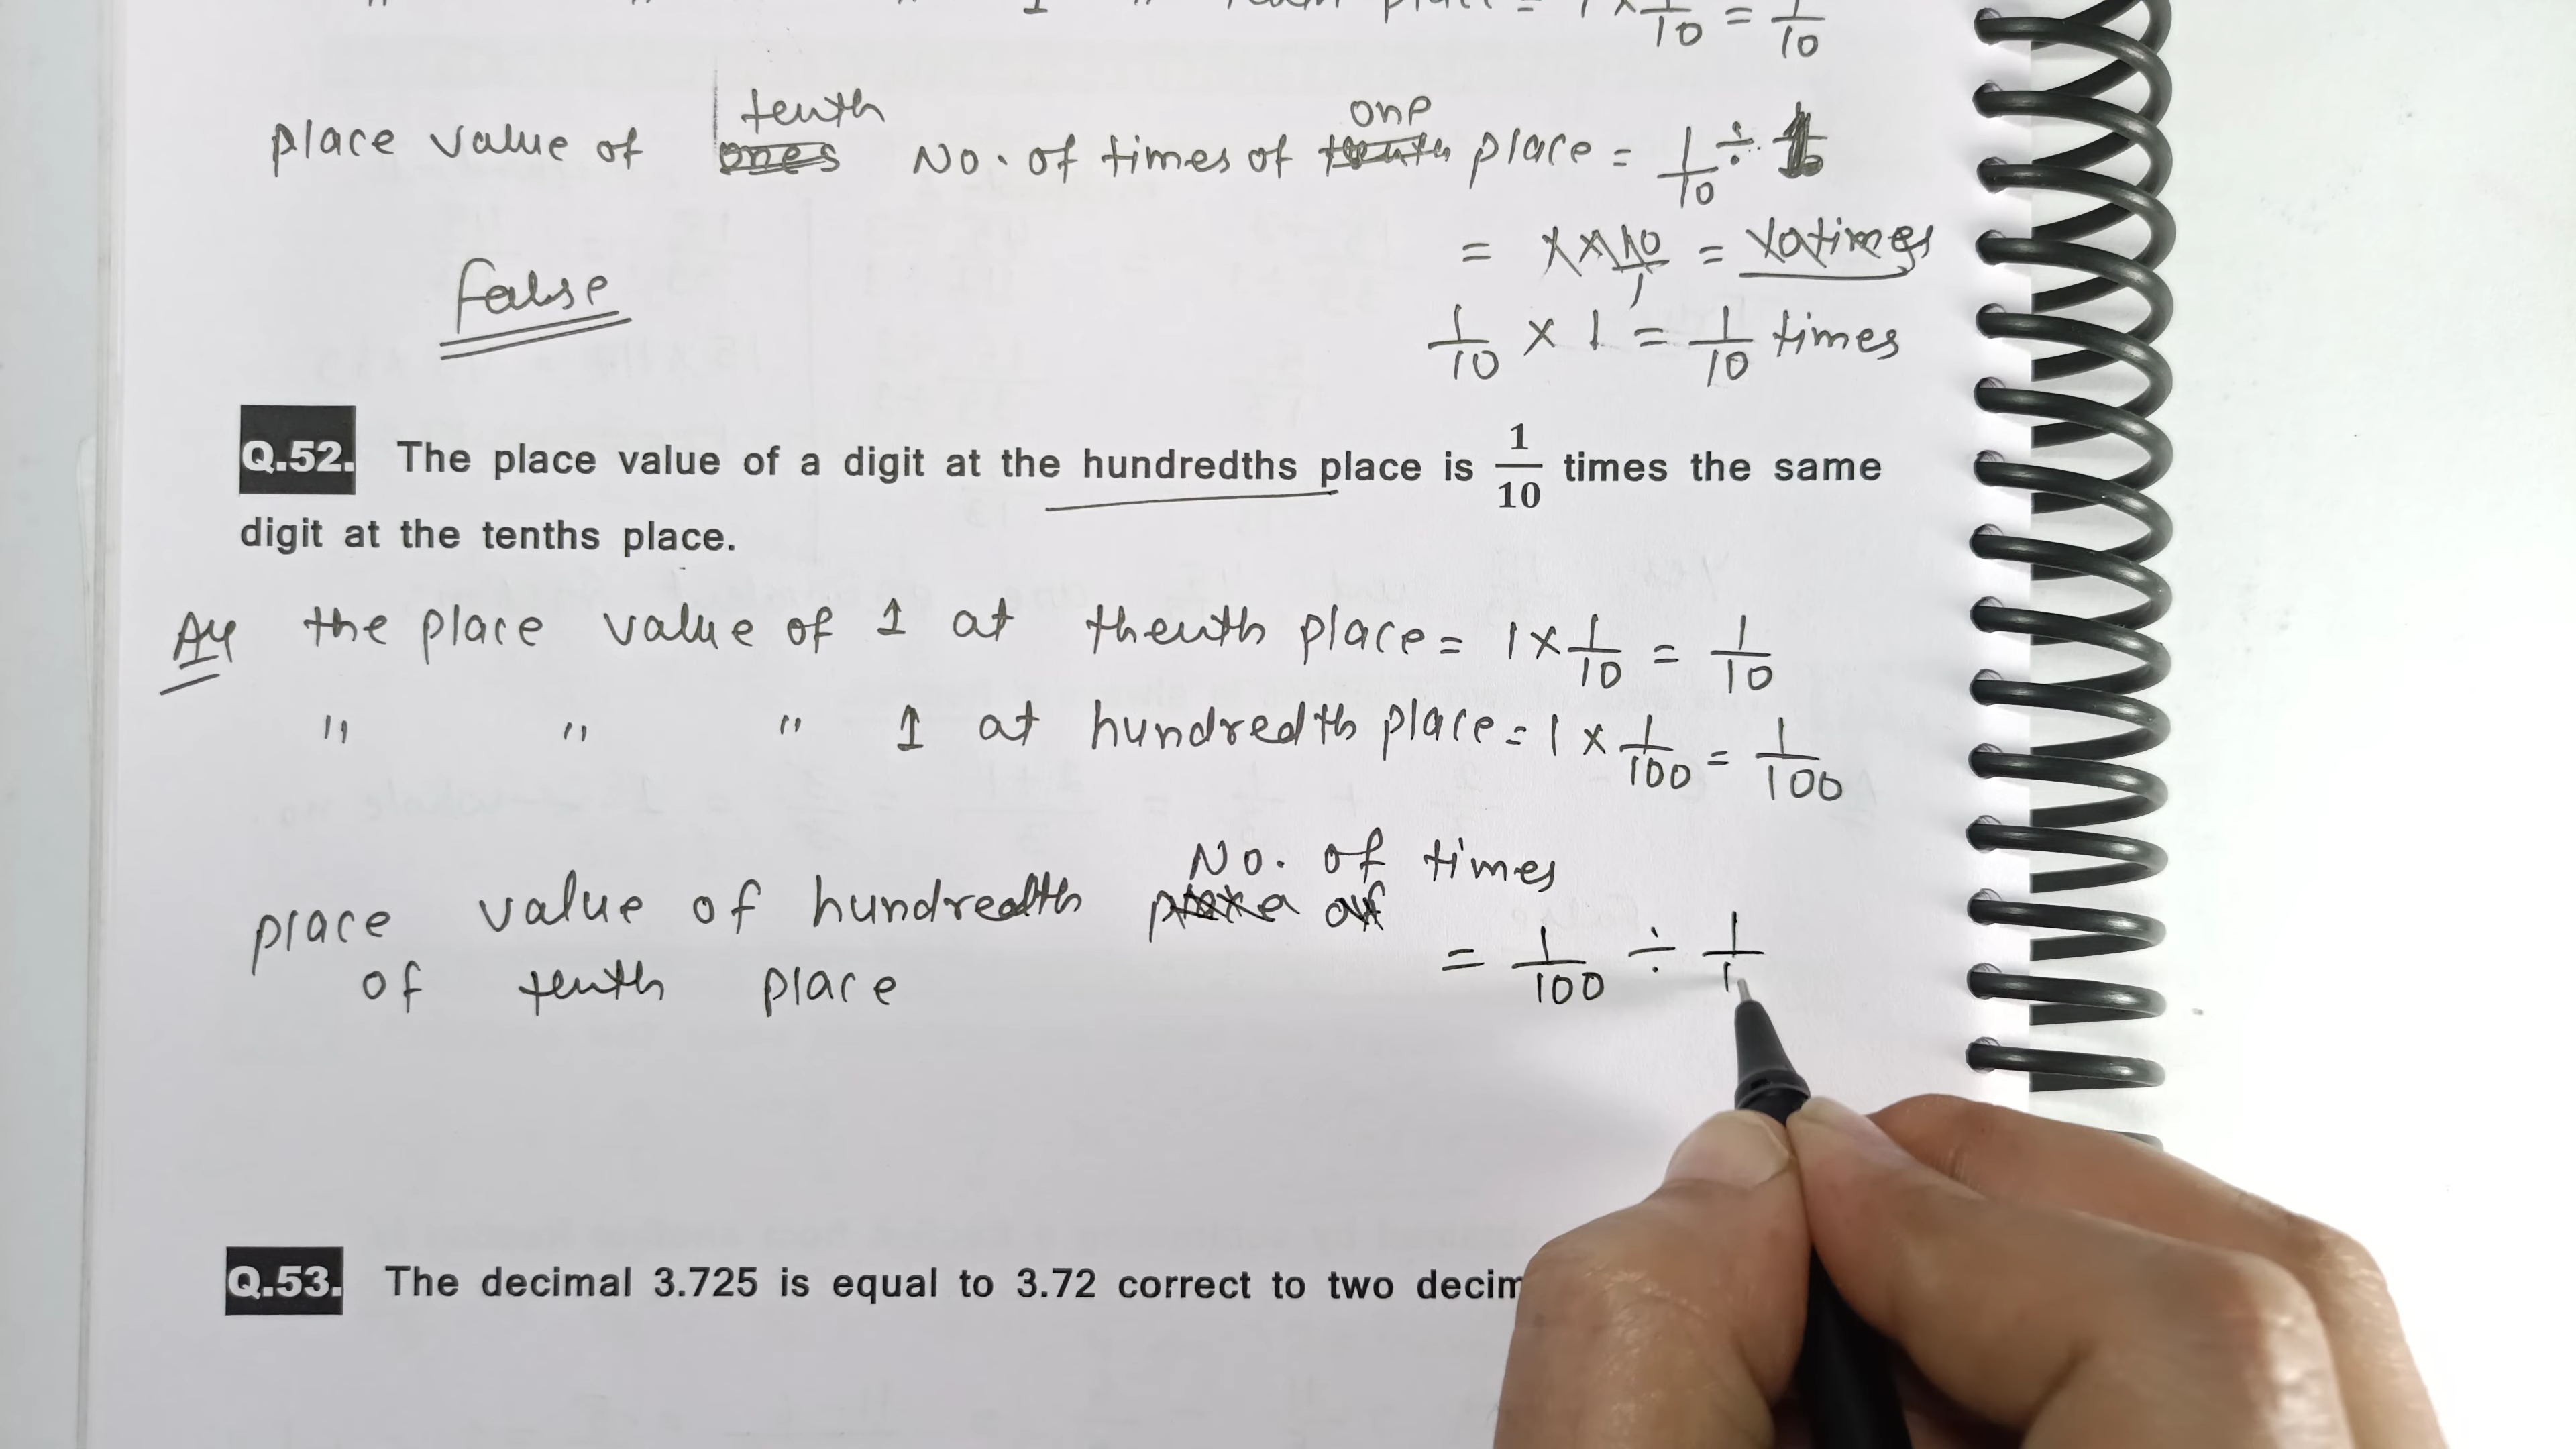 1 × 1/10 = 1/10
place value of ones tenth No. of times of tenth one place = 1/10 ÷ 1
= 1 × 10/1 = 10 times
False
1/10 × 1 = 1/10 times
Q.52. The place value of a digit at the hundredths place is 1/10 times the same
digit at the tenths place.
the place value of 1 at thenth place = 1 × 1/10 = 1/10
" " " 1 at hundredth place = 1 × 1/100 = 1/100
No. of times
place value of hundredth
of tenth place = 1/100 ÷ 1/1
Q.53. The decimal 3.725 is equal to 3.72 correct to two decim